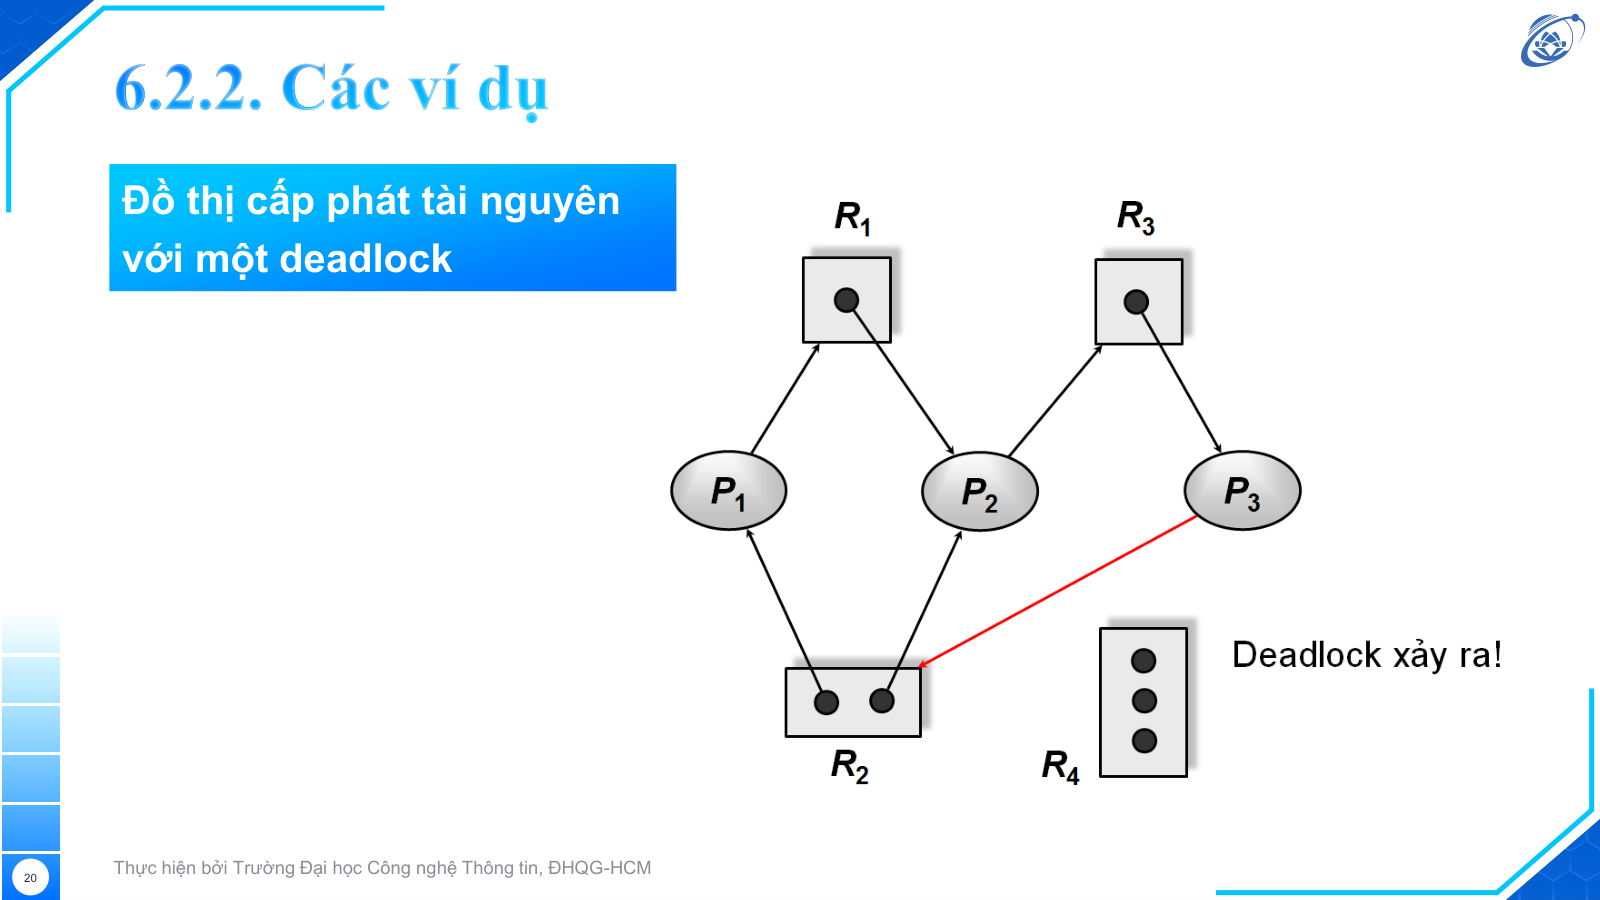 6.2.2. Các ví dụ
Đồ thị cấp phát tài nguyên
với một deadlock
R1
R3
P1
P2
P3
Deadlock xảy ra!
R2
R4
Thực hiện bởi Trường Đại học Công nghệ Thông tin, ĐHQG-HCM
20